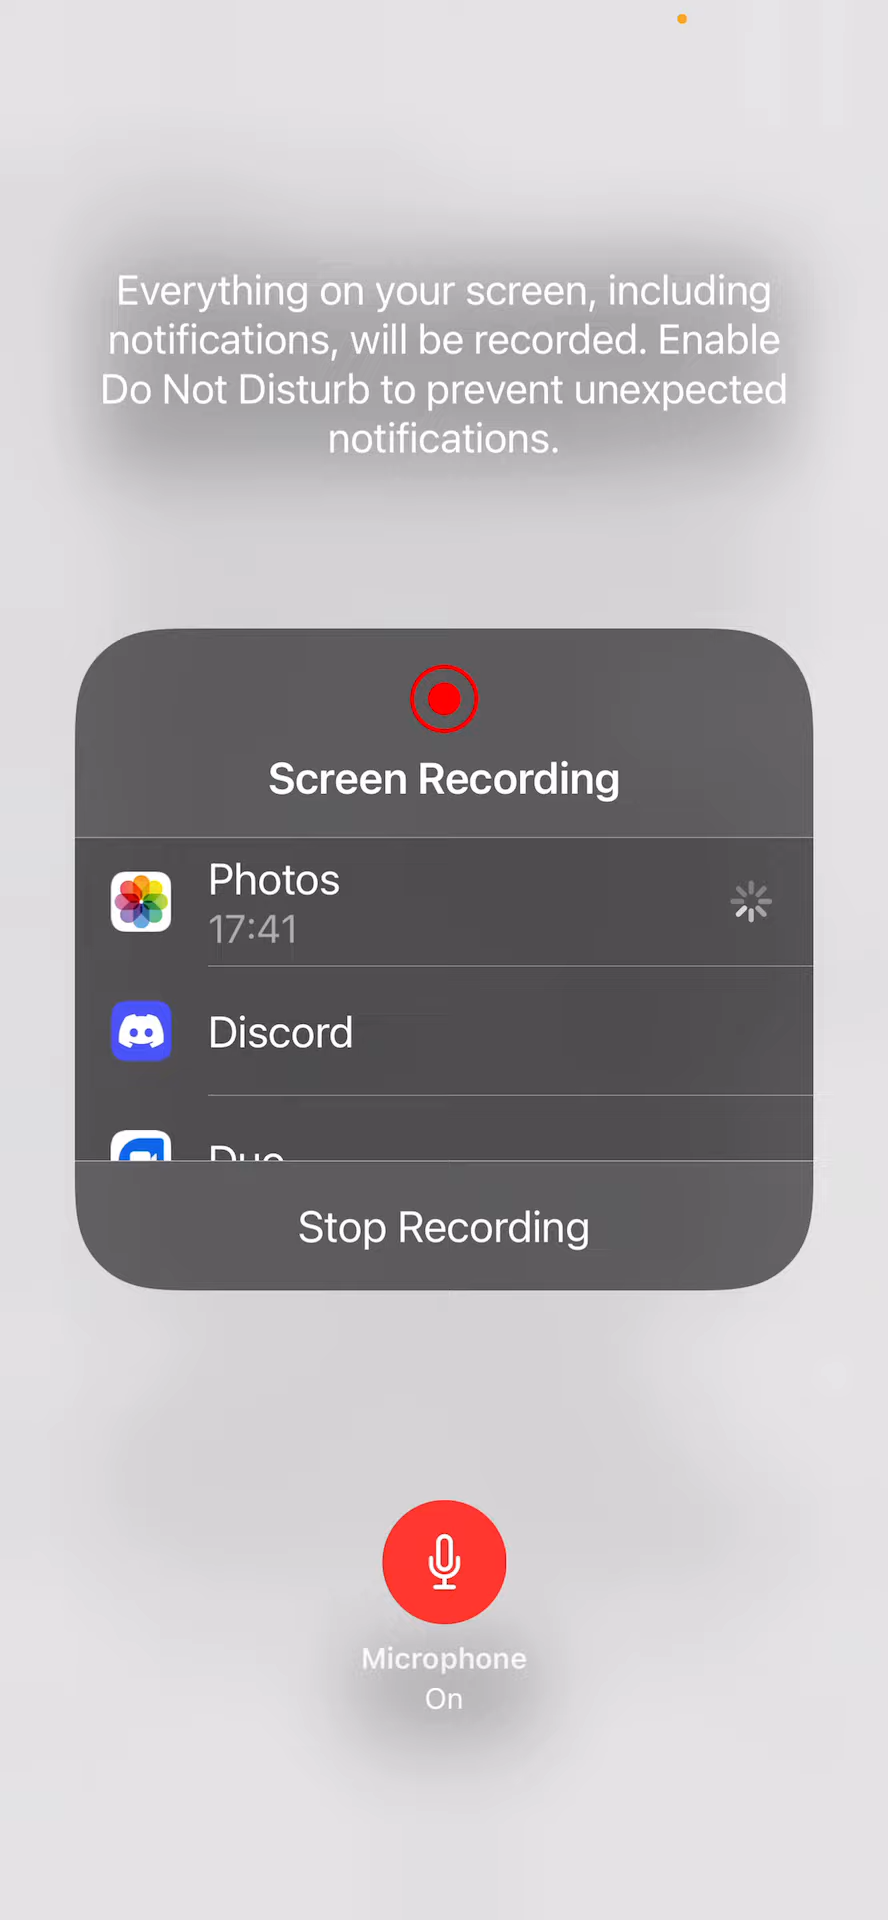 Everything on your screen, including
notifications, will be recorded. Enable
Do Not Disturb to prevent unexpected
notifications.
Screen Recording
Photos
17:41
Discord
Duo
Stop Recording
Microphone
On